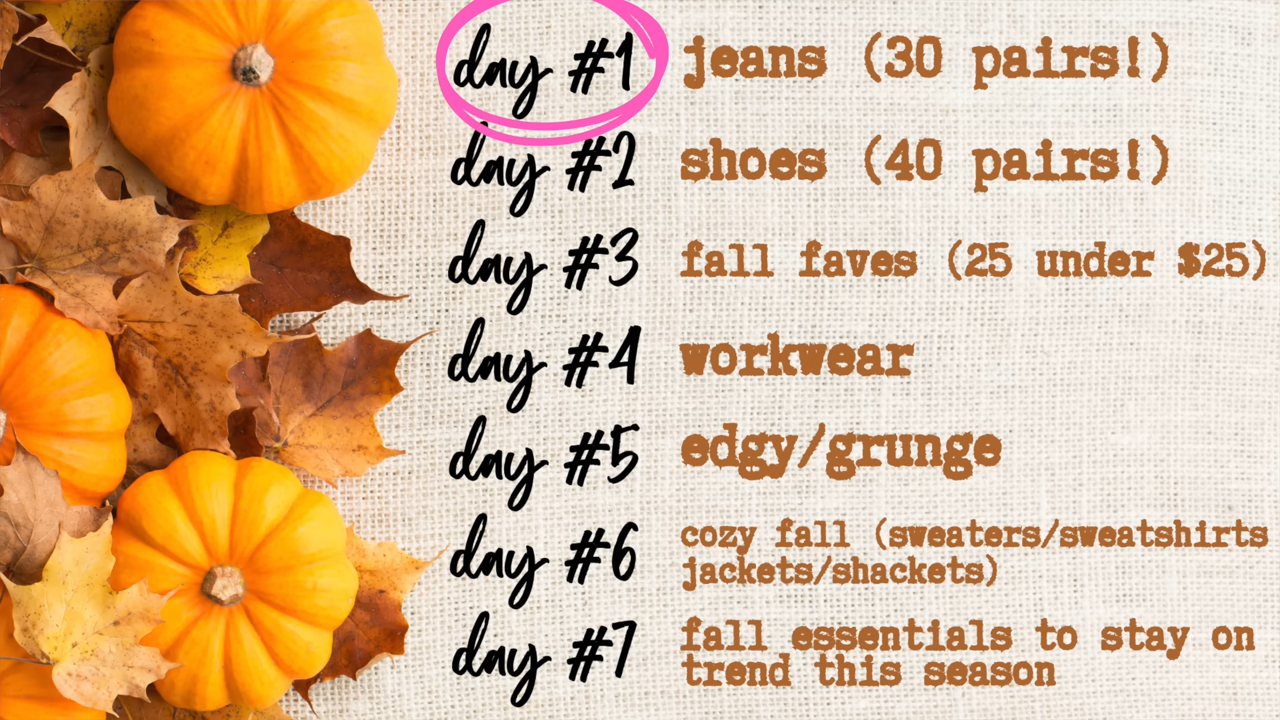 day #1 jeans (30 pairs!)
day #2 shoes (40 pairs!)
day #3 fall faves (25 under $25)
day #4 workwear
day #5 edgy/grunge
day #6 cozy fall (sweaters/sweatshirts
jackets/shackets)
day #7 fall essentials to stay on
trend this season